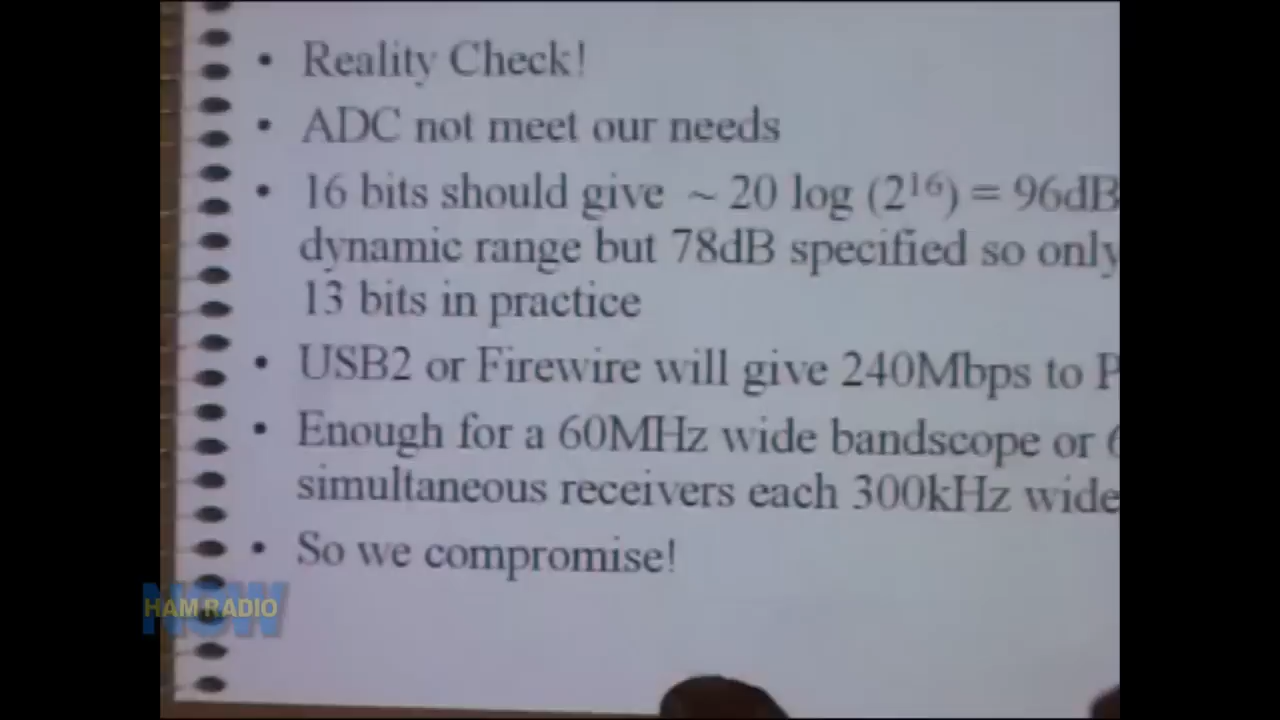 • Reality Check!
• ADC not meet our needs
• 16 bits should give ~ 20 log (2¹⁶) = 96dB
dynamic range but 78dB specified so only
13 bits in practice
• USB2 or Firewire will give 240Mbps to P
• Enough for a 60MHz wide bandscope or 6
simultaneous receivers each 300kHz wide
• So we compromise!
NOW
HAM RADIO